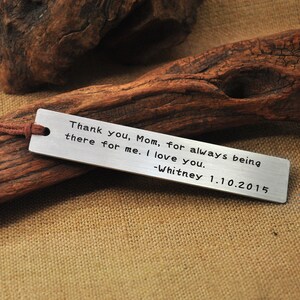 Thank you, Mom, for always being
there for me. I love you.
-Whitney 1.10.2015